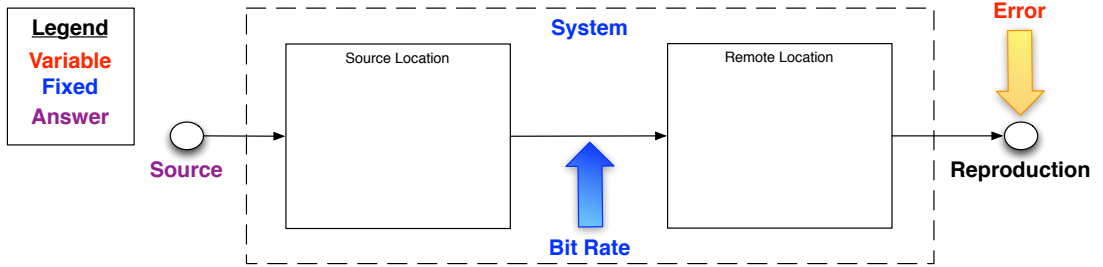 Legend
Variable
Fixed
Answer
System
Error
Source Location
Remote Location
Source
Reproduction
Bit Rate